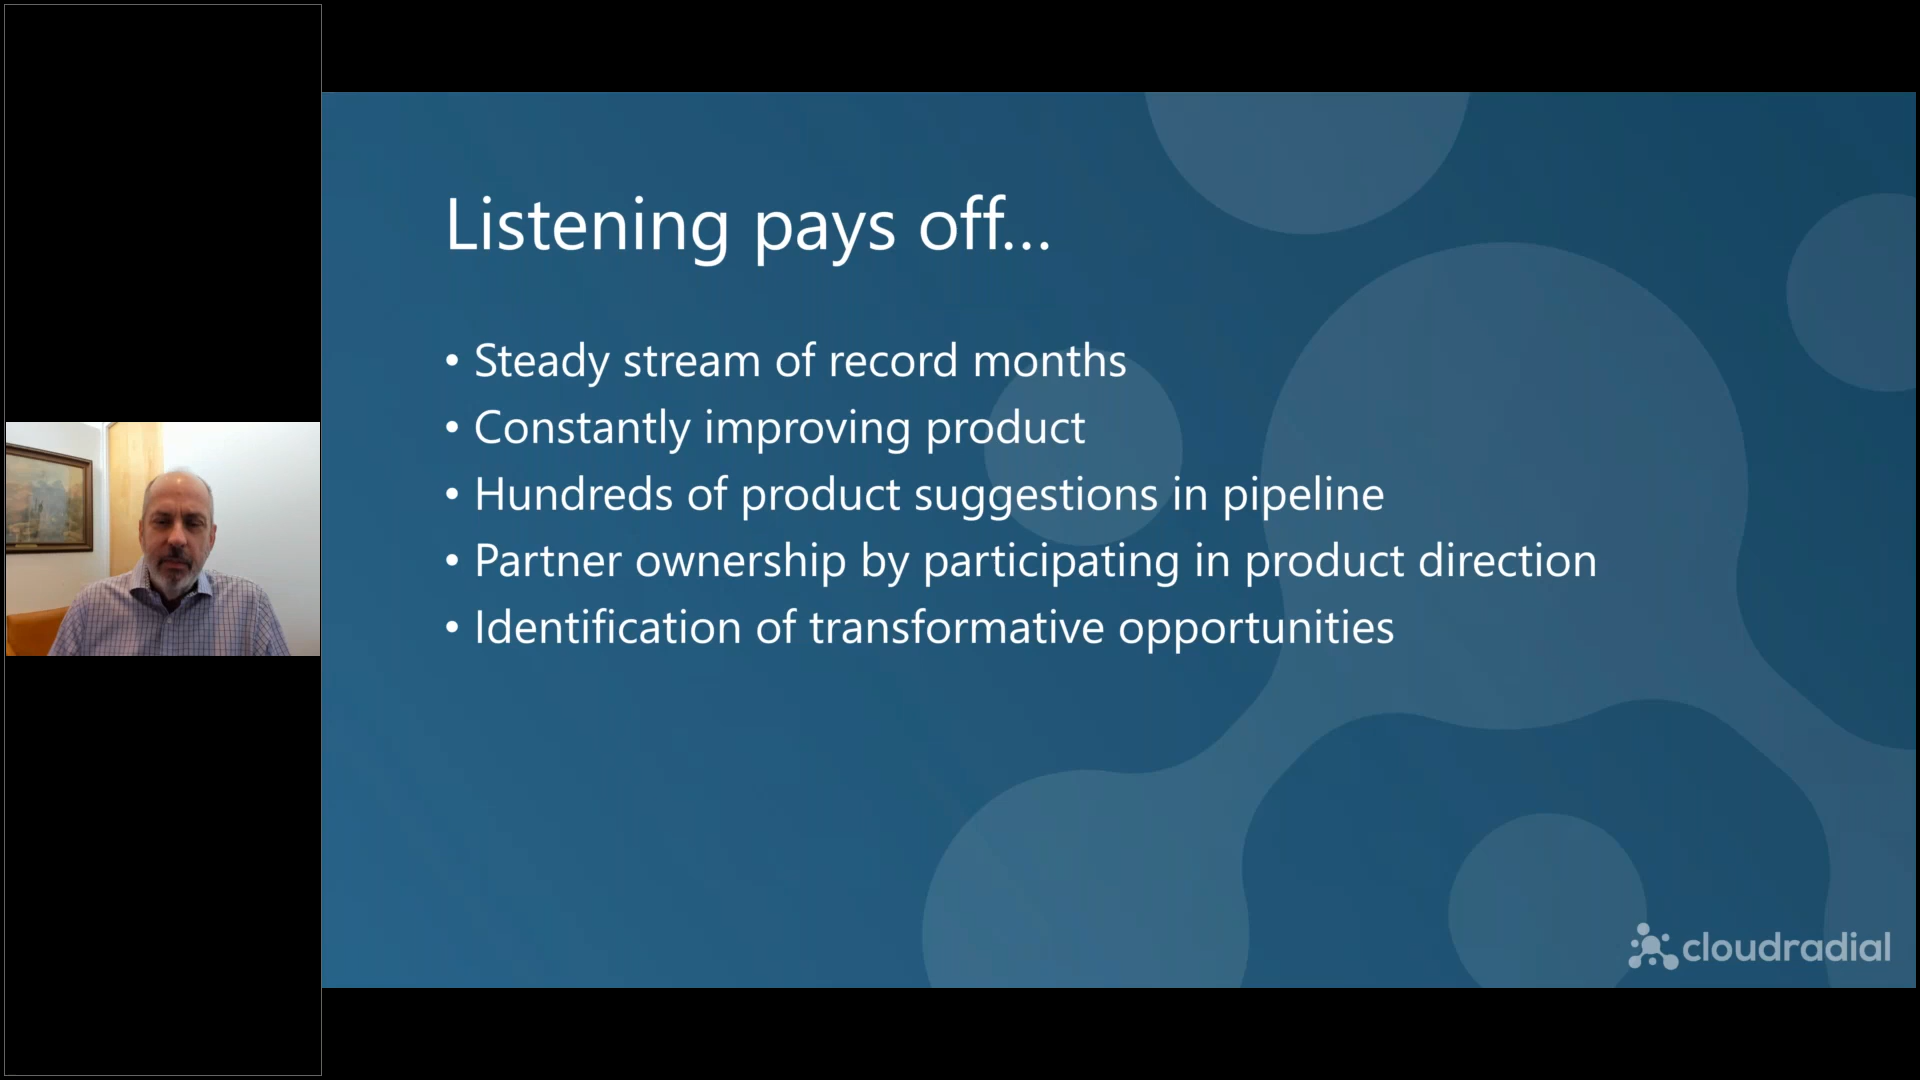 Listening pays off...
• Steady stream of record months
• Constantly improving product
• Hundreds of product suggestions in pipeline
• Partner ownership by participating in product direction
• Identification of transformative opportunities
cloudradial